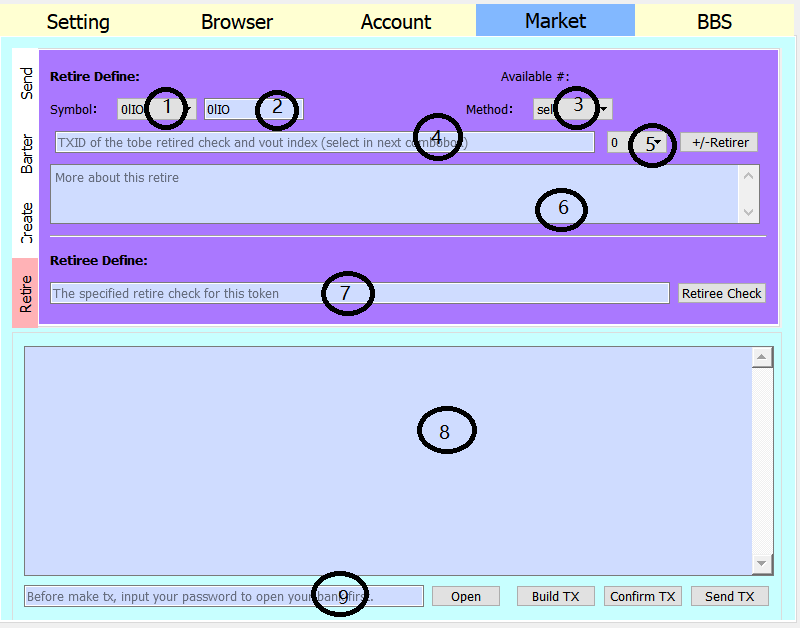 Setting Browser Account Market BBS
Send
Barter
Create
Retire
Retire Define: Available #:
Symbol: 0lIO 1 0lIO 2 Method: sel 3
TXID of the tobe retired check and vout index (select in next combobox) 4 0 5 +/-Retirer
More about this retire
6
Retiree Define:
The specified retire check for this token 7 Retiree Check
8
Before make tx, input your password to open your bank first. 9 Open Build TX Confirm TX Send TX